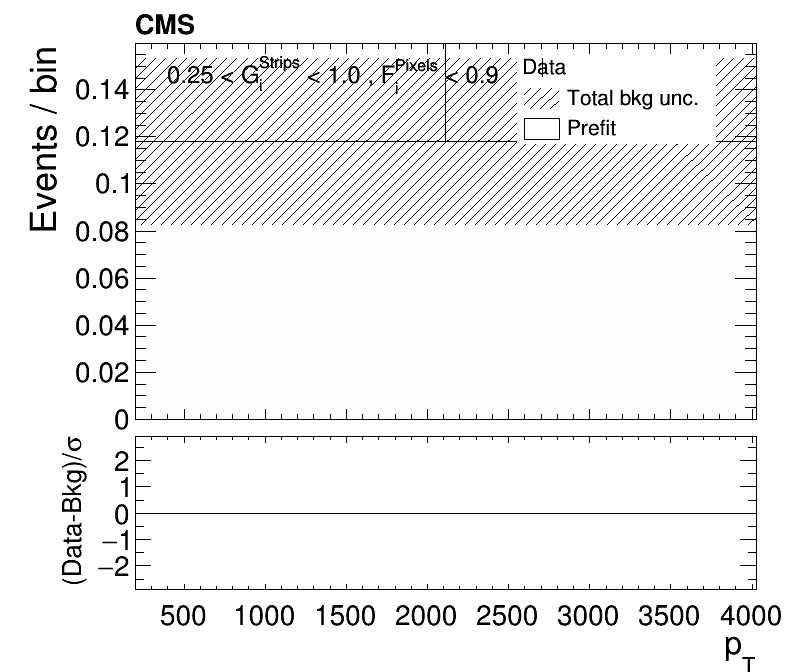 CMS
Events / bin
0.25 < G_i^Strips < 1.0 , F_i^Pixels < 0.9
Data
Total bkg unc.
Prefit
0.14
0.12
0.1
0.08
0.06
0.04
0.02
0
(Data-Bkg)/σ
2
1
0
−1
−2
500 1000 1500 2000 2500 3000 3500 4000
p_T